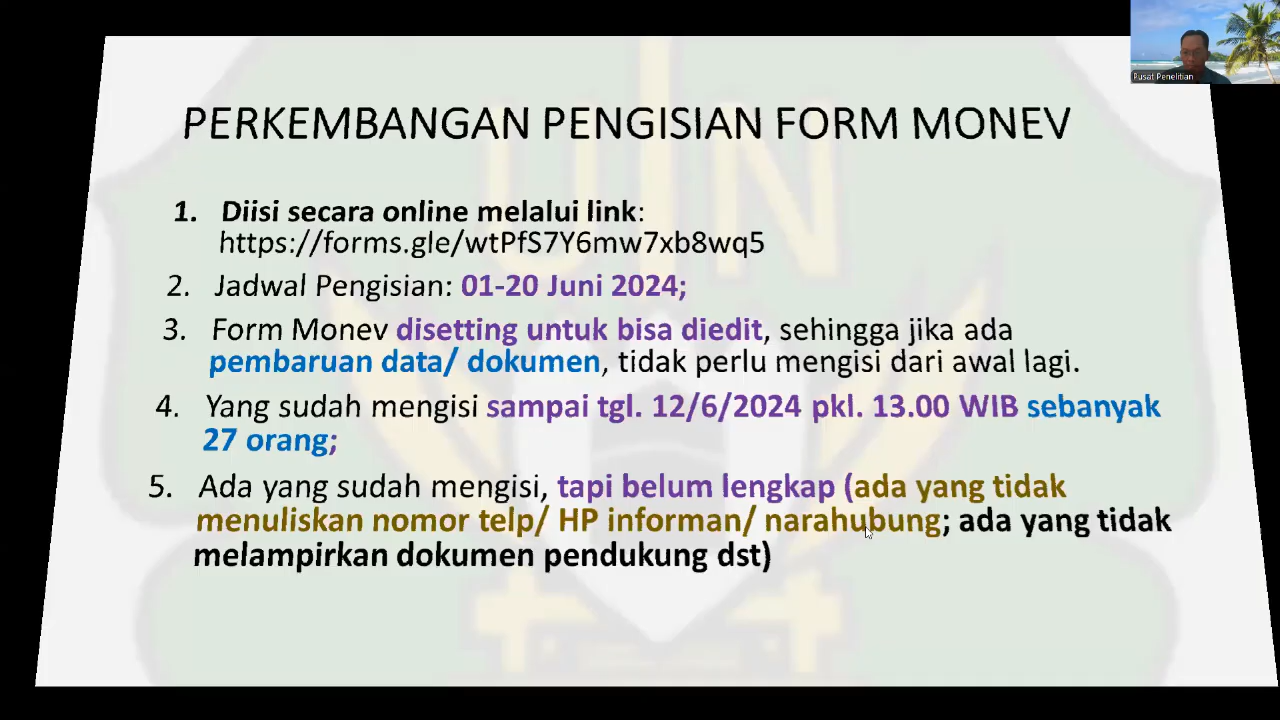 Pusat Penelitian
UIN
PERKEMBANGAN PENGISIAN FORM MONEV
1. Diisi secara online melalui link:
https://forms.gle/wtPfS7Y6mw7xb8wq5
2. Jadwal Pengisian: 01-20 Juni 2024;
3. Form Monev disetting untuk bisa diedit, sehingga jika ada
pembaruan data/ dokumen, tidak perlu mengisi dari awal lagi.
4. Yang sudah mengisi sampai tgl. 12/6/2024 pkl. 13.00 WIB sebanyak
27 orang;
5. Ada yang sudah mengisi, tapi belum lengkap (ada yang tidak
menuliskan nomor telp/ HP informan/ narahubung; ada yang tidak
melampirkan dokumen pendukung dst)